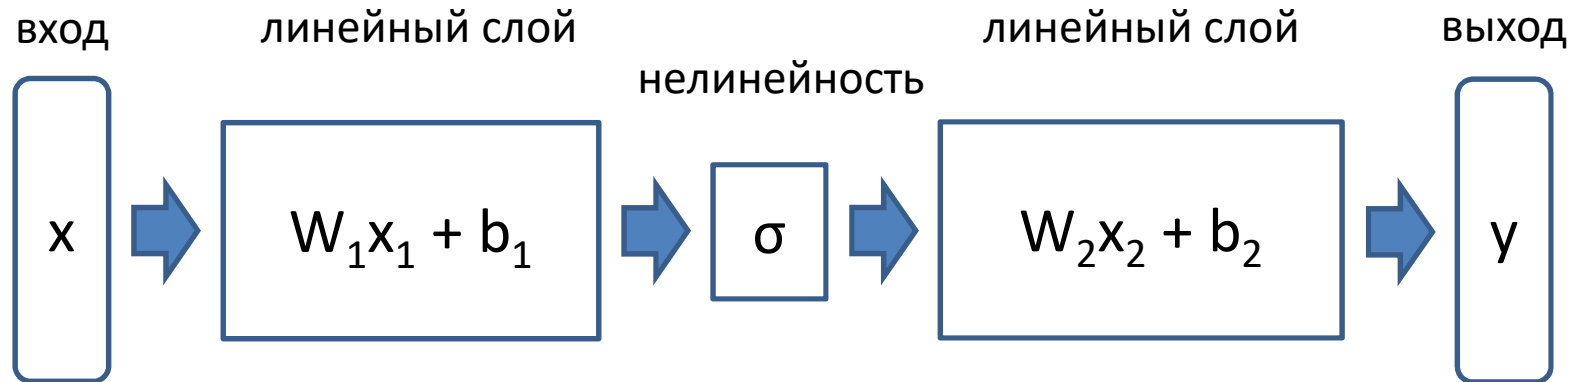 вход
линейный слой
нелинейность
линейный слой
выход
x
W₁x₁ + b₁
σ
W₂x₂ + b₂
y